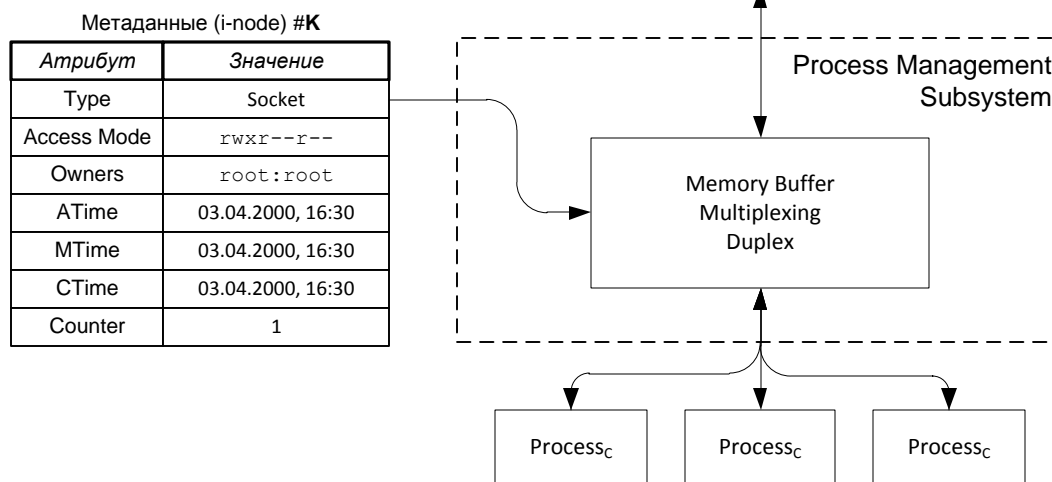 Метаданные (i-node) #K
Атрибут Значение
Type Socket
Access Mode rwxr--r--
Owners root:root
ATime 03.04.2000, 16:30
MTime 03.04.2000, 16:30
CTime 03.04.2000, 16:30
Counter 1
Process Management
Subsystem
Memory Buffer
Multiplexing
Duplex
ProcessC ProcessC ProcessC